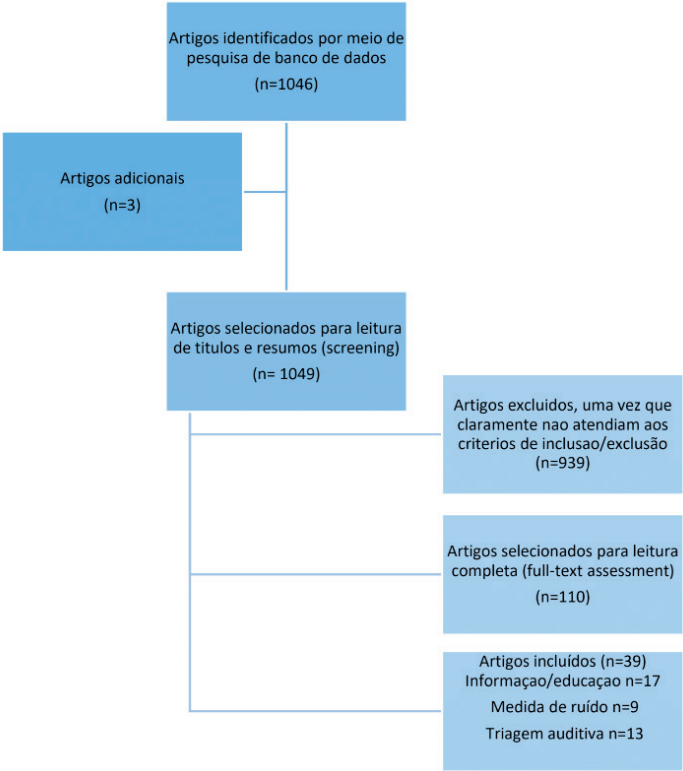 Artigos identificados por meio de
pesquisa de banco de dados
(n=1046)
Artigos adicionais
(n=3)
Artigos selecionados para leitura
de titulos e resumos (screening)
(n= 1049)
Artigos excluidos, uma vez que
claramente nao atendiam aos
criterios de inclusao/exclusão
(n=939)
Artigos selecionados para leitura
completa (full-text assessment)
(n=110)
Artigos incluídos (n=39)
Informaçao/educaçao n=17
Medida de ruído n=9
Triagem auditiva n=13